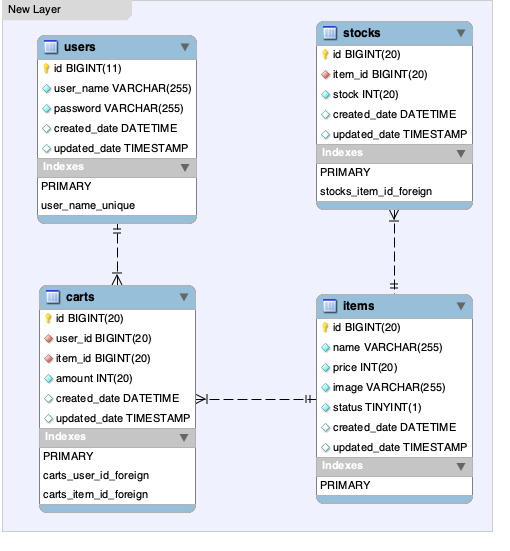 New Layer
users
id BIGINT(11)
user_name VARCHAR(255)
password VARCHAR(255)
created_date DATETIME
updated_date TIMESTAMP
Indexes
PRIMARY
user_name_unique
stocks
id BIGINT(20)
item_id BIGINT(20)
stock INT(20)
created_date DATETIME
updated_date TIMESTAMP
Indexes
PRIMARY
stocks_item_id_foreign
carts
id BIGINT(20)
user_id BIGINT(20)
item_id BIGINT(20)
amount INT(20)
created_date DATETIME
updated_date TIMESTAMP
Indexes
PRIMARY
carts_user_id_foreign
carts_item_id_foreign
items
id BIGINT(20)
name VARCHAR(255)
price INT(20)
image VARCHAR(255)
status TINYINT(1)
created_date DATETIME
updated_date TIMESTAMP
Indexes
PRIMARY